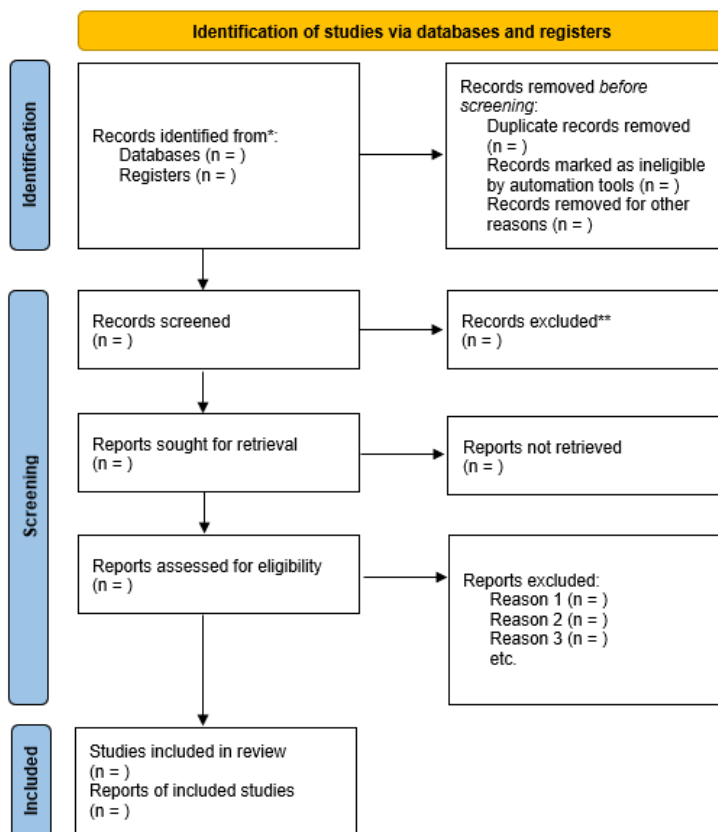 Identification of studies via databases and registers
Identification
Records identified from*:
Databases (n = )
Registers (n = )
Records removed before
screening:
Duplicate records removed
(n = )
Records marked as ineligible
by automation tools (n = )
Records removed for other
reasons (n = )
Screening
Records screened
(n = )
Records excluded**
(n = )
Reports sought for retrieval
(n = )
Reports not retrieved
(n = )
Reports assessed for eligibility
(n = )
Reports excluded:
Reason 1 (n = )
Reason 2 (n = )
Reason 3 (n = )
etc.
Included
Studies included in review
(n = )
Reports of included studies
(n = )